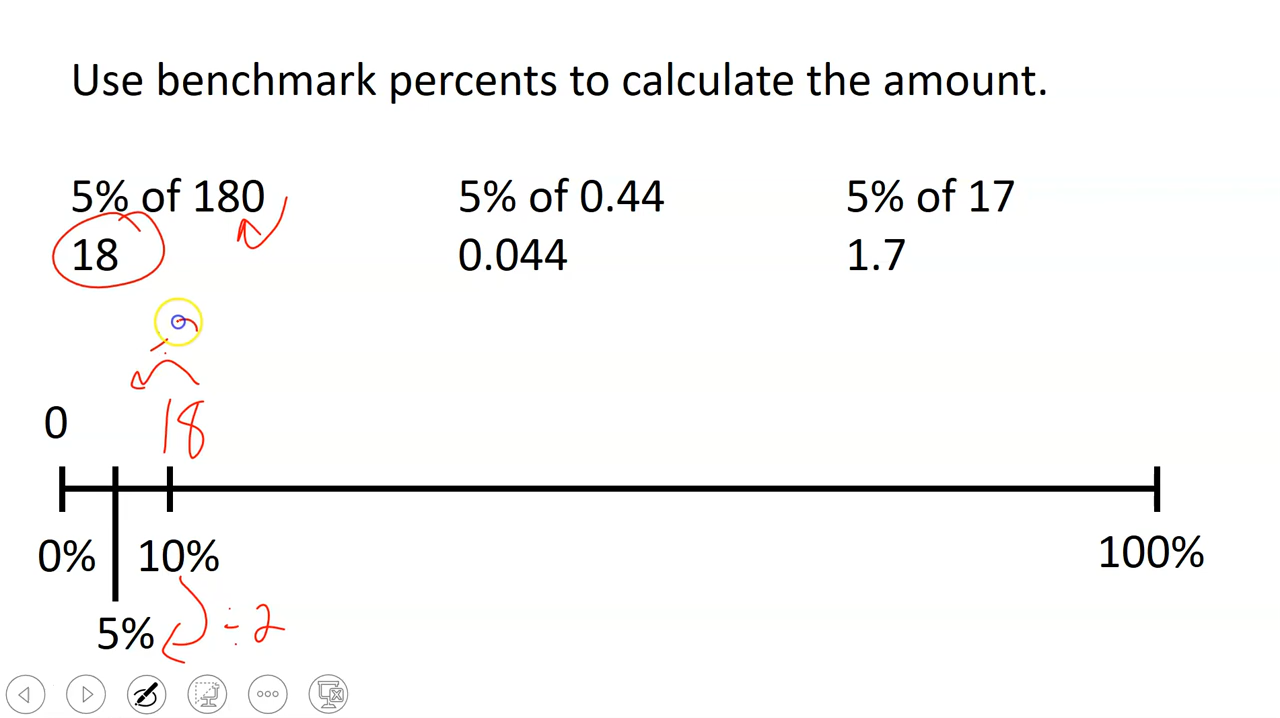 Use benchmark percents to calculate the amount.
5% of 180
5% of 0.44
5% of 17
18
0.044
1.7
0
18
0%
10%
100%
5%
÷2